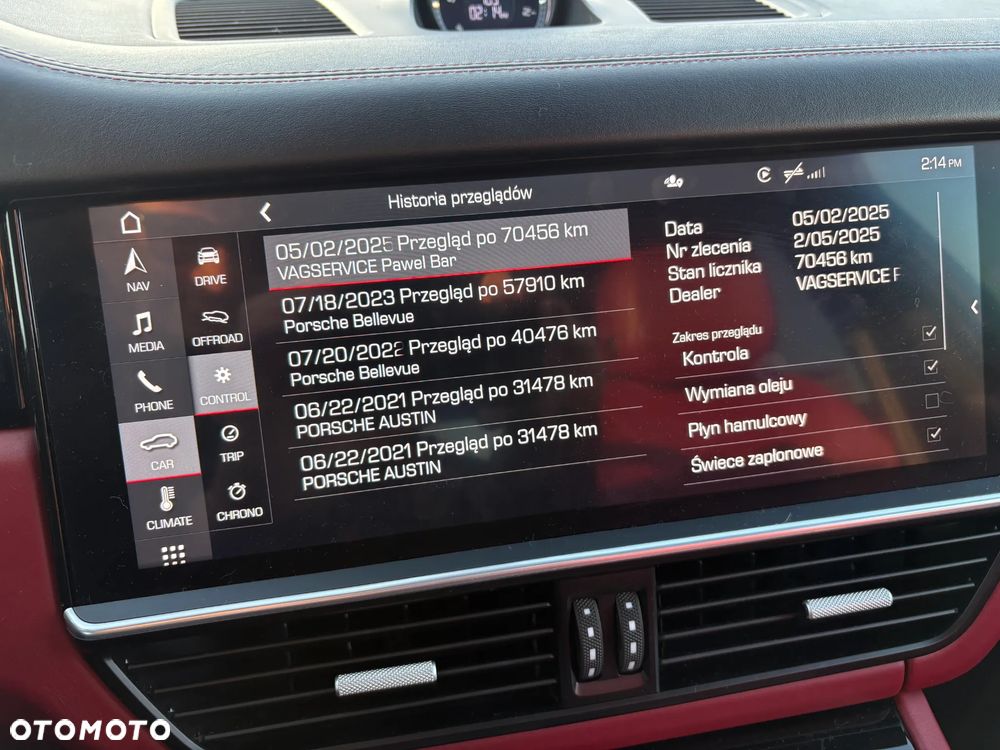 02:14
2:14 PM
Historia przeglądów
NAV
MEDIA
PHONE
CAR
CLIMATE
DRIVE
OFFROAD
CONTROL
TRIP
CHRONO
05/02/2025 Przegląd po 70456 km
VAGSERVICE Pawel Bar
07/18/2023 Przegląd po 57910 km
Porsche Bellevue
07/20/2022 Przegląd po 40476 km
Porsche Bellevue
06/22/2021 Przegląd po 31478 km
PORSCHE AUSTIN
06/22/2021 Przegląd po 31478 km
PORSCHE AUSTIN
Data 05/02/2025
Nr zlecenia 2/05/2025
Stan licznika 70456 km
Dealer VAGSERVICE
Zakres przeglądu
Kontrola
Wymiana oleju
Płyn hamulcowy
Świece zapłonowe
OTOMOTO